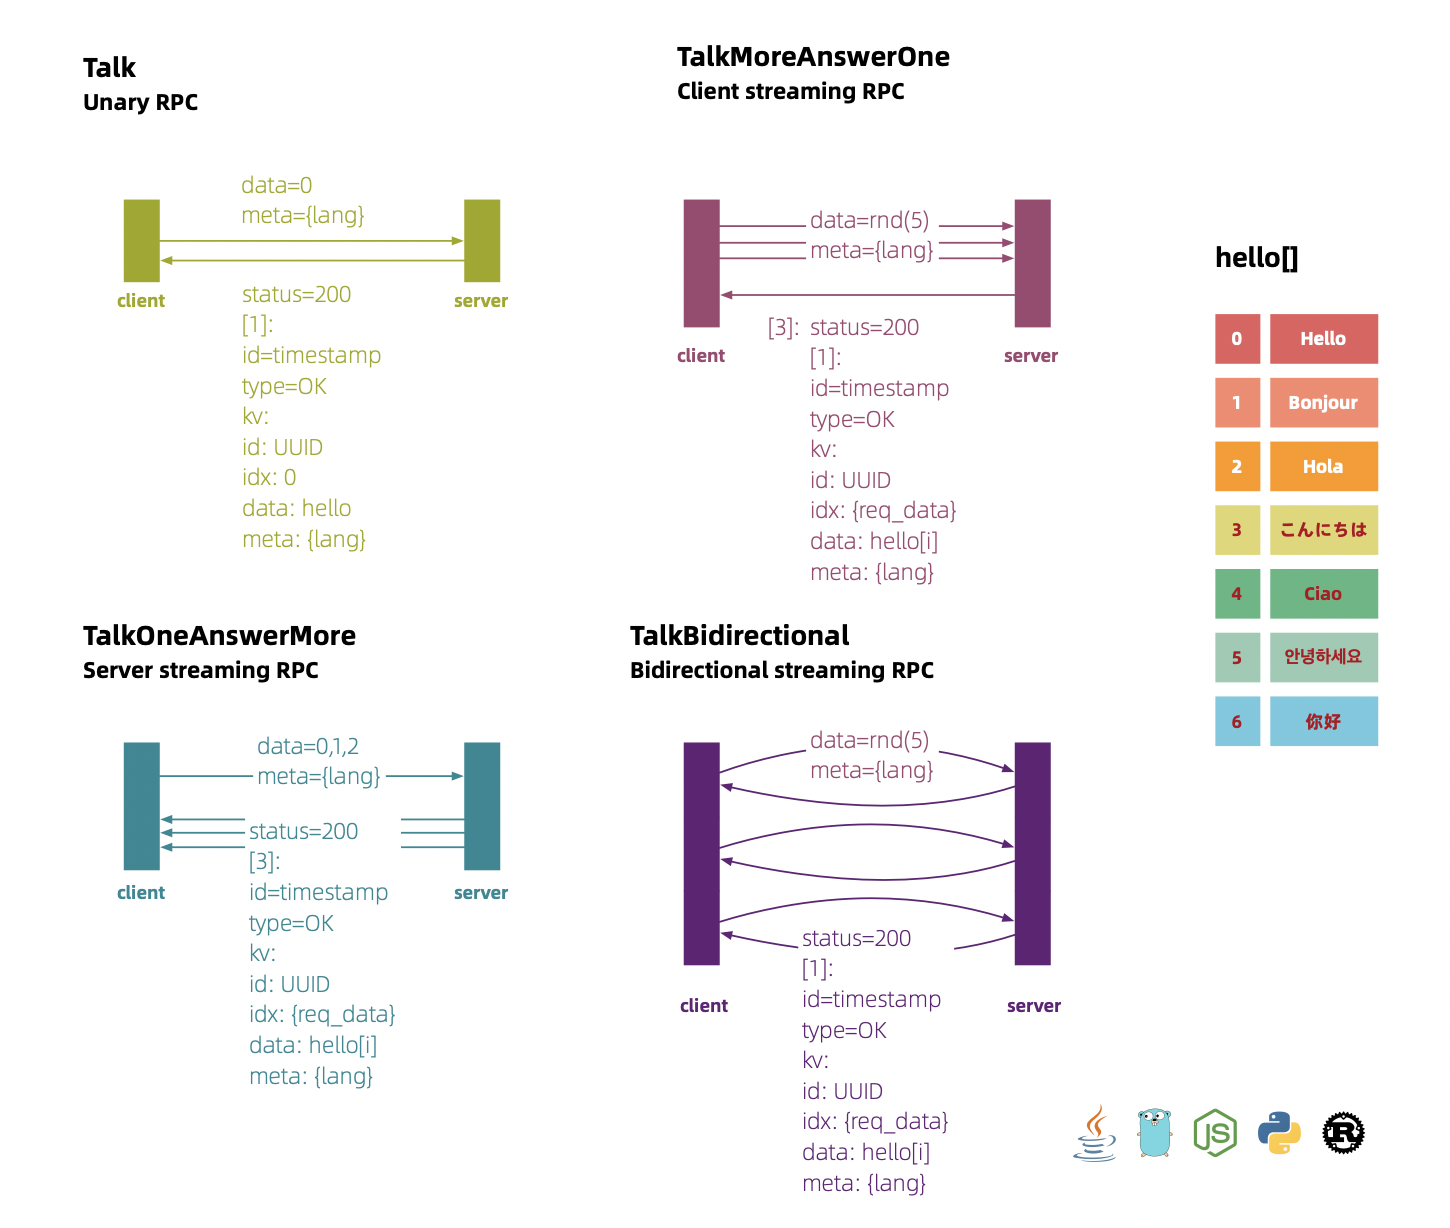 Talk
Unary RPC
data=0
meta={lang}
client
server
status=200
[1]:
id=timestamp
type=OK
kv:
id: UUID
idx: 0
data: hello
meta: {lang}
TalkMoreAnswerOne
Client streaming RPC
data=rnd(5)
meta={lang}
client
server
[3]: status=200
[1]:
id=timestamp
type=OK
kv:
id: UUID
idx: {req_data}
data: hello[i]
meta: {lang}
hello[]
0 Hello
1 Bonjour
2 Hola
3 こんにちは
4 Ciao
5 안녕하세요
6 你好
TalkOneAnswerMore
Server streaming RPC
data=0,1,2
meta={lang}
client
server
status=200
[3]:
id=timestamp
type=OK
kv:
id: UUID
idx: {req_data}
data: hello[i]
meta: {lang}
TalkBidirectional
Bidirectional streaming RPC
data=rnd(5)
meta={lang}
client
server
status=200
[1]:
id=timestamp
type=OK
kv:
id: UUID
idx: {req_data}
data: hello[i]
meta: {lang}
JS
R